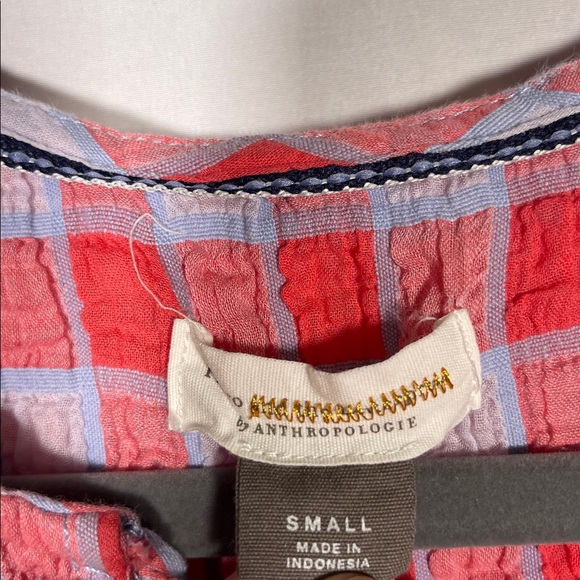 by ANTHROPOLOGIE
SMALL
MADE IN
INDONESIA